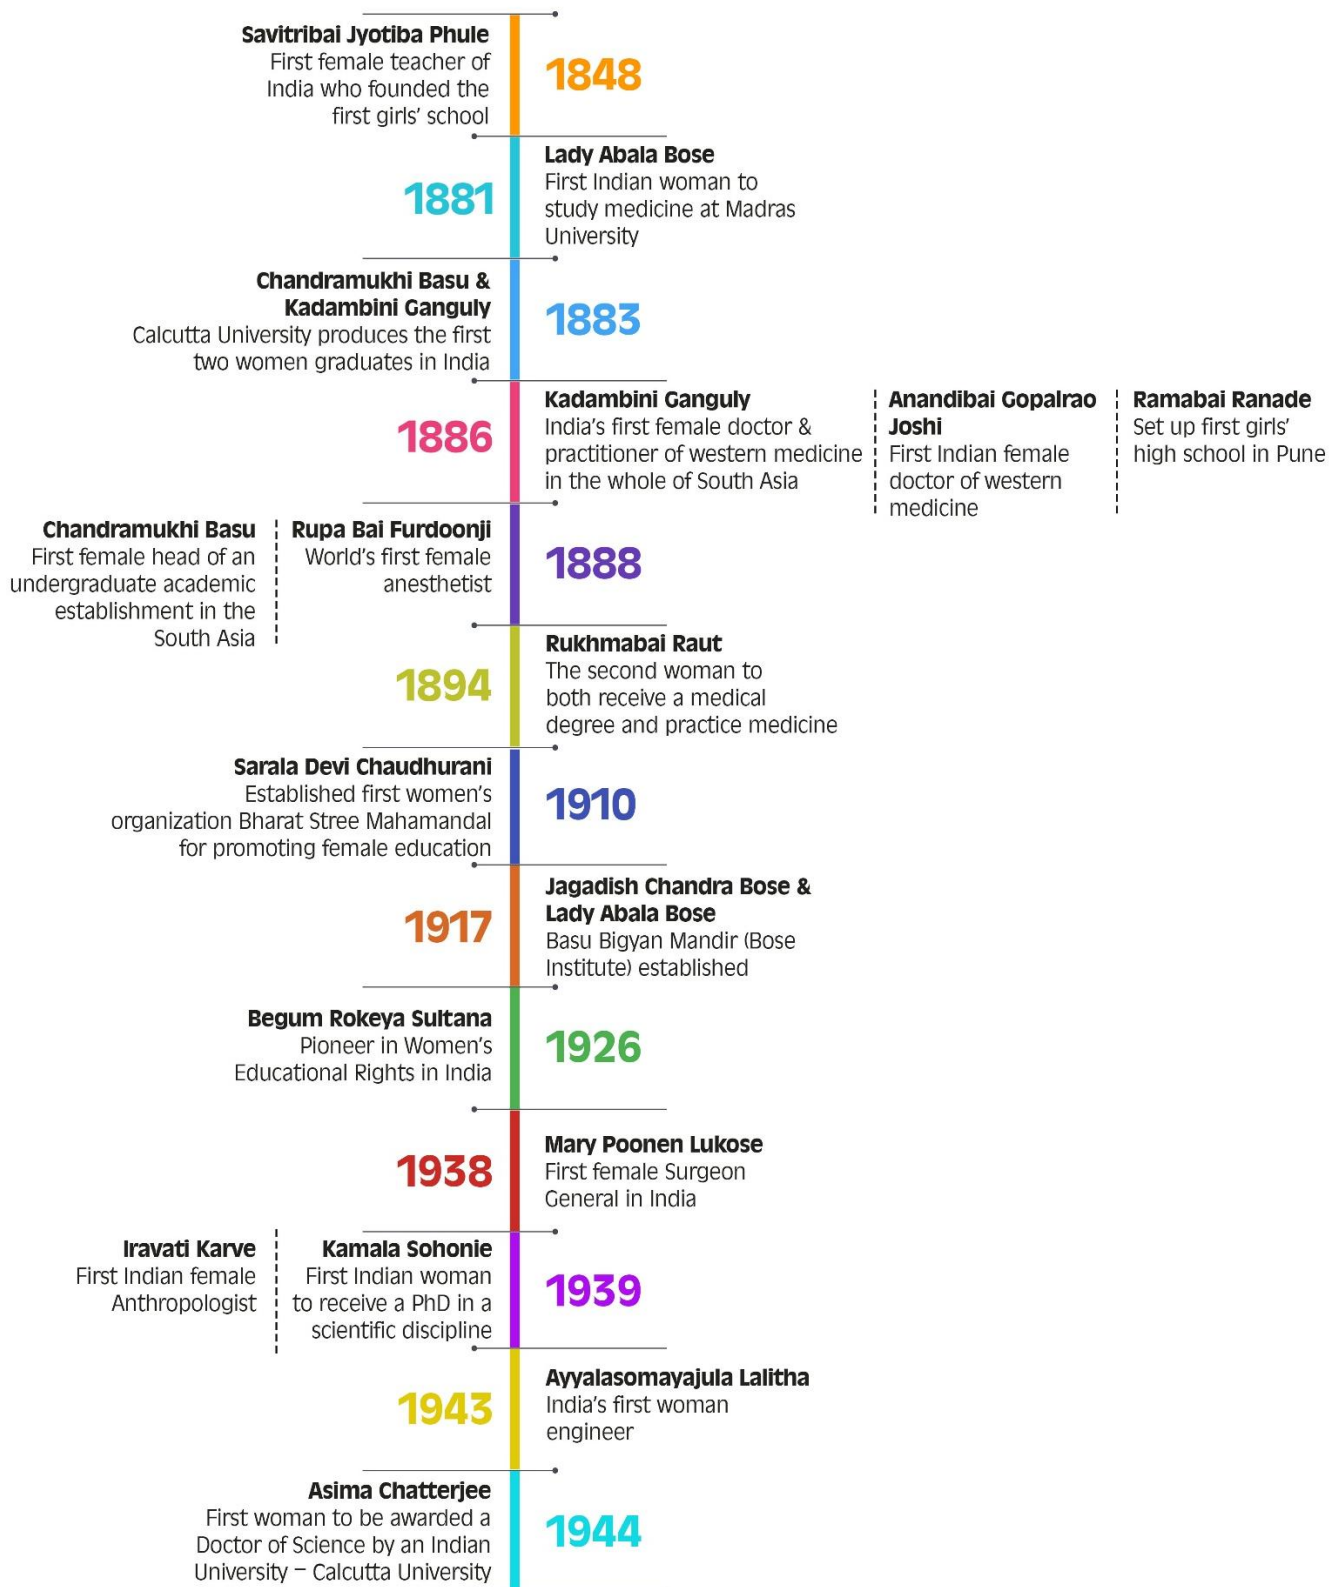 Savitribai Jyotiba Phule
First female teacher of
India who founded the
first girls' school
1848
1881
Lady Abala Bose
First Indian woman to
study medicine at Madras
University
Chandramukhi Basu &
Kadambini Ganguly
Calcutta University produces the first
two women graduates in India
1883
1886
Kadambini Ganguly
India's first female doctor &
practitioner of western medicine
in the whole of South Asia
Anandibai Gopalrao
Joshi
First Indian female
doctor of western
medicine
Ramabai Ranade
Set up first girls'
high school in Pune
Chandramukhi Basu
First female head of an
undergraduate academic
establishment in the
South Asia
Rupa Bai Furdoonji
World's first female
anesthetist
1888
1894
Rukhmabai Raut
The second woman to
both receive a medical
degree and practice medicine
Sarala Devi Chaudhurani
Established first women's
organization Bharat Stree Mahamandal
for promoting female education
1910
1917
Jagadish Chandra Bose &
Lady Abala Bose
Basu Bigyan Mandir (Bose
Institute) established
Begum Rokeya Sultana
Pioneer in Women's
Educational Rights in India
1926
1938
Mary Poonen Lukose
First female Surgeon
General in India
Iravati Karve
First Indian female
Anthropologist
Kamala Sohonie
First Indian woman
to receive a PhD in a
scientific discipline
1939
1943
Ayyalasomayajula Lalitha
India's first woman
engineer
Asima Chatterjee
First woman to be awarded a
Doctor of Science by an Indian
University – Calcutta University
1944